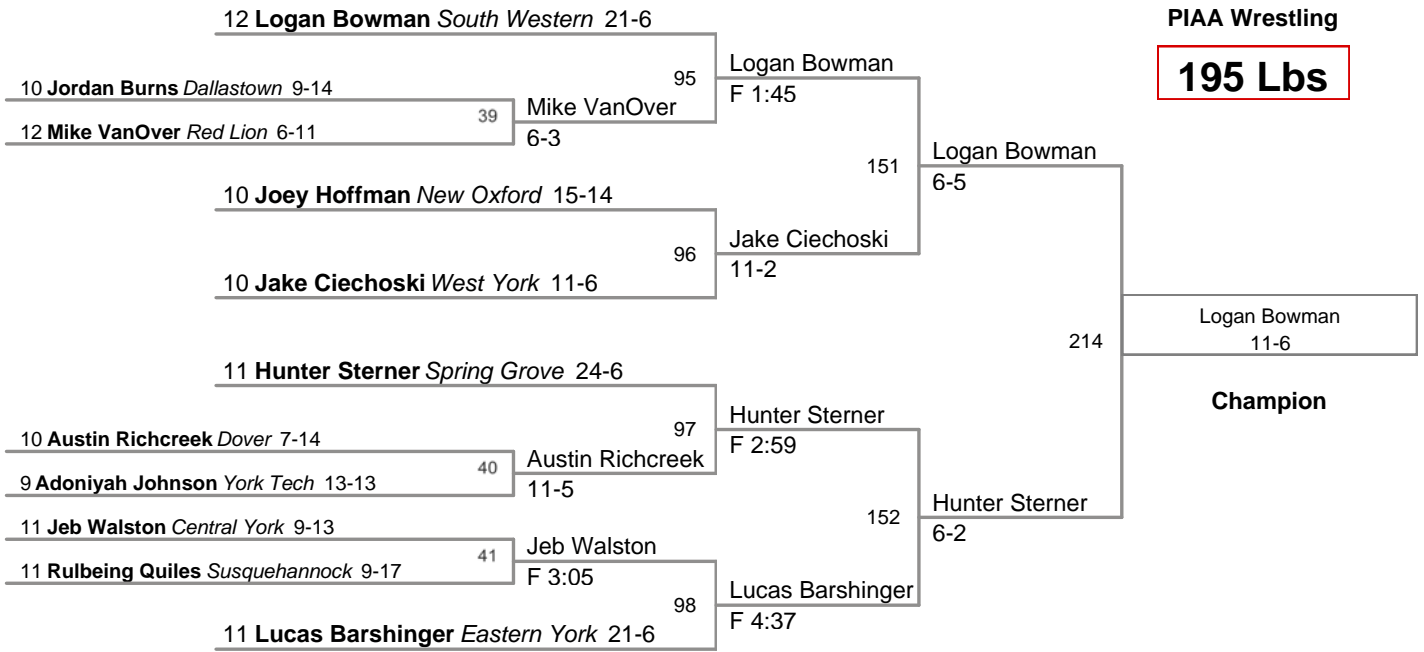 12 Logan Bowman South Western 21-6
PIAA Wrestling
195 Lbs
95
Logan Bowman
F 1:45
10 Jordan Burns Dallastown 9-14
39
Mike VanOver
6-3
12 Mike VanOver Red Lion 6-11
151
Logan Bowman
6-5
10 Joey Hoffman New Oxford 15-14
96
Jake Ciechoski
11-2
10 Jake Ciechoski West York 11-6
214
Logan Bowman
11-6
Champion
11 Hunter Sterner Spring Grove 24-6
97
Hunter Sterner
F 2:59
10 Austin Richcreek Dover 7-14
40
Austin Richcreek
11-5
9 Adoniyah Johnson York Tech 13-13
152
Hunter Sterner
6-2
11 Jeb Walston Central York 9-13
41
Jeb Walston
F 3:05
11 Rulbeing Quiles Susquehannock 9-17
98
Lucas Barshinger
F 4:37
11 Lucas Barshinger Eastern York 21-6